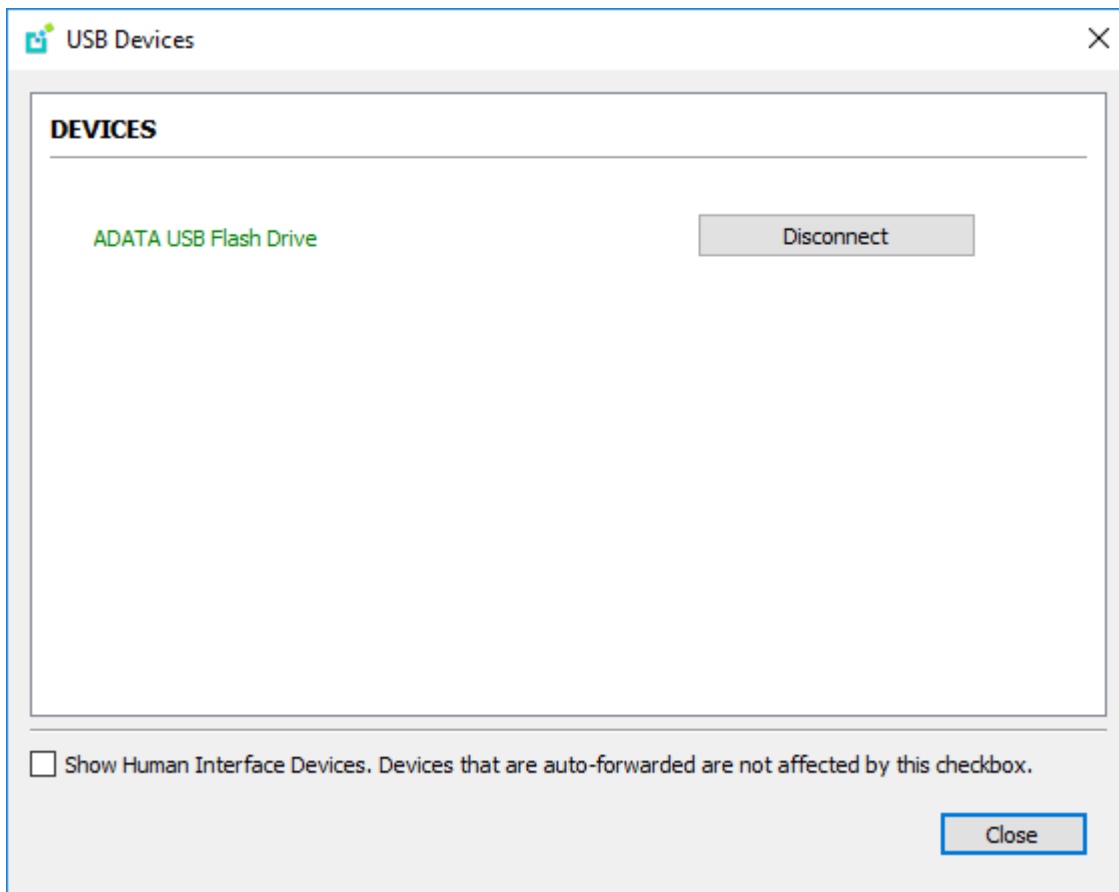 USB Devices
DEVICES
ADATA USB Flash Drive
Disconnect
Show Human Interface Devices. Devices that are auto-forwarded are not affected by this checkbox.
Close